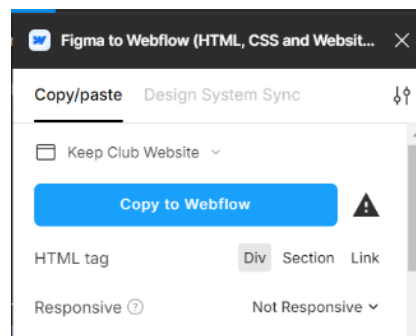 Figma to Webflow (HTML, CSS and Websit...
Copy/paste Design System Sync
Keep Club Website
Copy to Webflow
HTML tag Div Section Link
Responsive Not Responsive